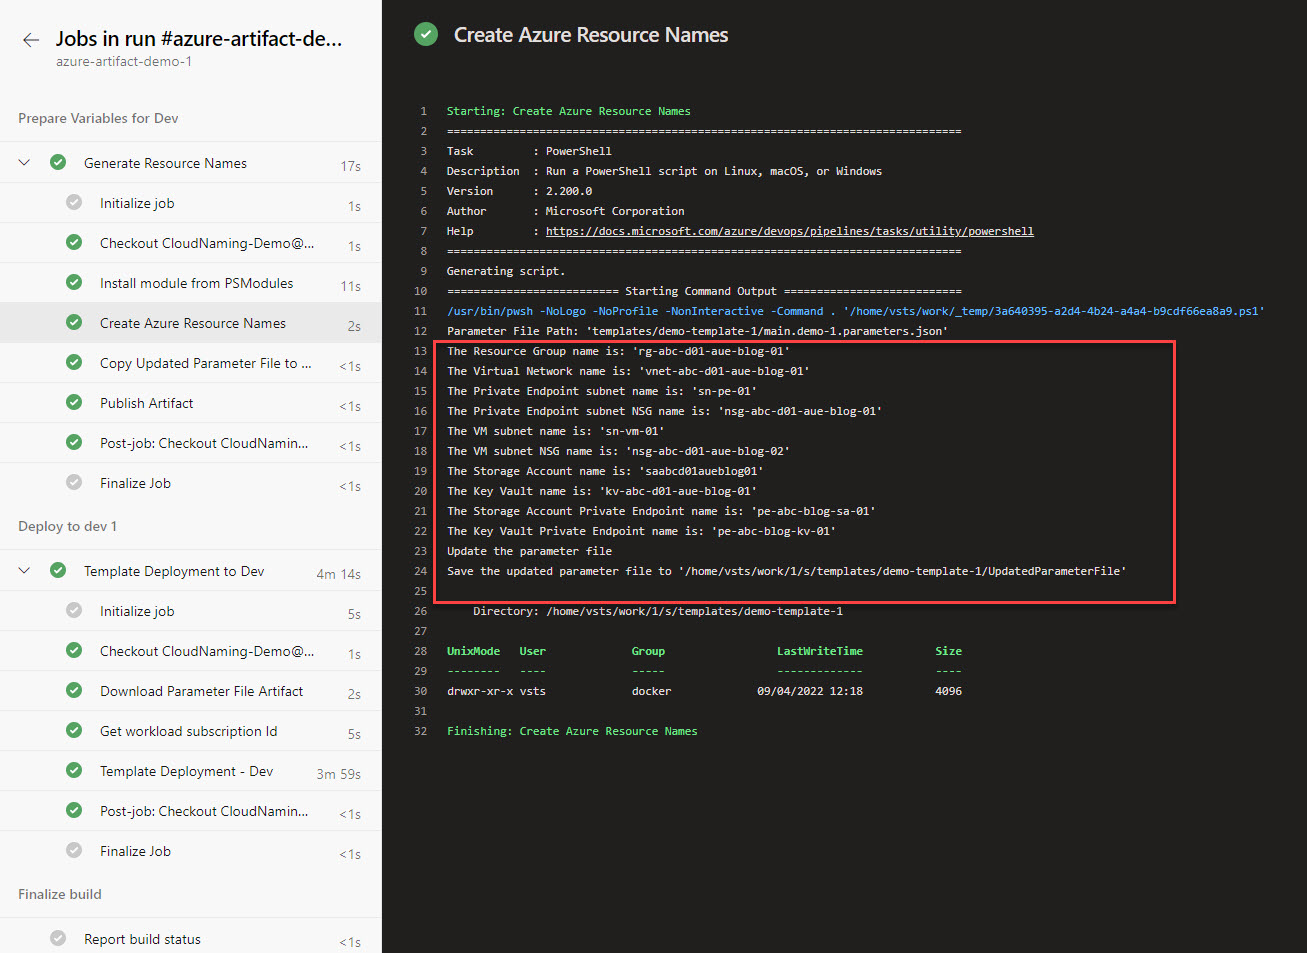 Jobs in run #azure-artifact-de...
azure-artifact-demo-1
Prepare Variables for Dev
Generate Resource Names 17s
Initialize job 1s
Checkout CloudNaming-Demo@... 1s
Install module from PSModules 11s
Create Azure Resource Names 2s
Copy Updated Parameter File to ... <1s
Publish Artifact <1s
Post-job: Checkout CloudNamin... <1s
Finalize Job <1s
Deploy to dev 1
Template Deployment to Dev 4m 14s
Initialize job 5s
Checkout CloudNaming-Demo@... 1s
Download Parameter File Artifact 2s
Get workload subscription Id 5s
Template Deployment - Dev 3m 59s
Post-job: Checkout CloudNamin... <1s
Finalize Job <1s
Finalize build
Report build status <1s
Create Azure Resource Names
1 Starting: Create Azure Resource Names
2 ==============================================================================
3 Task         : PowerShell
4 Description  : Run a PowerShell script on Linux, macOS, or Windows
5 Version      : 2.200.0
6 Author       : Microsoft Corporation
7 Help         : https://docs.microsoft.com/azure/devops/pipelines/tasks/utility/powershell
8 ==============================================================================
9 Generating script.
10 ========================== Starting Command Output ===========================
11 /usr/bin/pwsh -NoLogo -NoProfile -NonInteractive -Command . '/home/vsts/work/_temp/3a640395-a2d4-4b24-a4a4-b9cdf66ea8a9.ps1'
12 Parameter File Path: 'templates/demo-template-1/main.demo-1.parameters.json'
13 The Resource Group name is: 'rg-abc-d01-aue-blog-01'
14 The Virtual Network name is: 'vnet-abc-d01-aue-blog-01'
15 The Private Endpoint subnet name is: 'sn-pe-01'
16 The Private Endpoint subnet NSG name is: 'nsg-abc-d01-aue-blog-01'
17 The VM subnet name is: 'sn-vm-01'
18 The VM subnet NSG name is: 'nsg-abc-d01-aue-blog-02'
19 The Storage Account name is: 'saabcd01aueblog01'
20 The Key Vault name is: 'kv-abc-d01-aue-blog-01'
21 The Storage Account Private Endpoint name is: 'pe-abc-blog-sa-01'
22 The Key Vault Private Endpoint name is: 'pe-abc-blog-kv-01'
23 Update the parameter file
24 Save the updated parameter file to '/home/vsts/work/1/s/templates/demo-template-1/UpdatedParameterFile'
25
26     Directory: /home/vsts/work/1/s/templates/demo-template-1
27
28 UnixMode   User             Group                 LastWriteTime           Size
29 --------   ----             -----                 -------------           ----
30 drwxr-xr-x vsts             docker             09/04/2022 12:18           4096
31
32 Finishing: Create Azure Resource Names